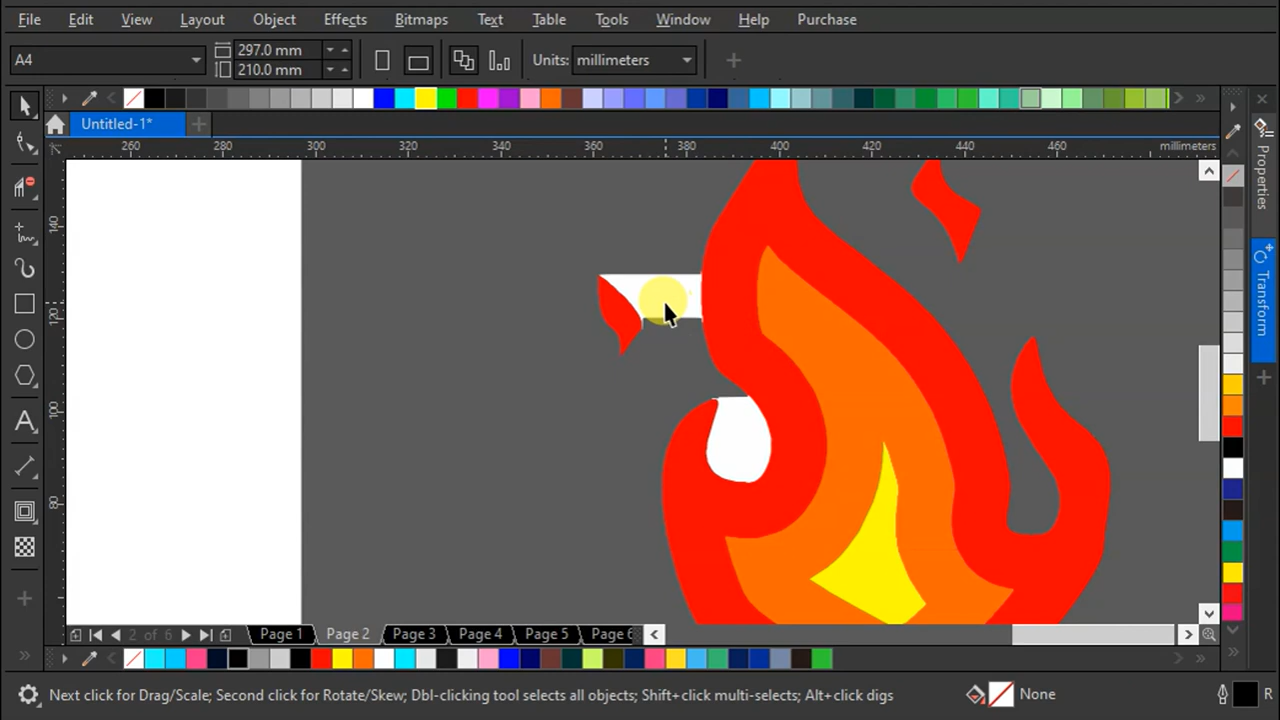 File Edit View Layout Object Effects Bitmaps Text Table Tools Window Help Purchase
A4 297.0 mm 210.0 mm Units: millimeters
Untitled-1*
260 280 300 320 340 360 380 400 420 440 460 millimeters
140
120
100
80
Properties
Transform
2 of 6 Page 1 Page 2 Page 3 Page 4 Page 5 Page 6
Next click for Drag/Scale; Second click for Rotate/Skew; Dbl-clicking tool selects all objects; Shift+click multi-selects; Alt+click digs None R